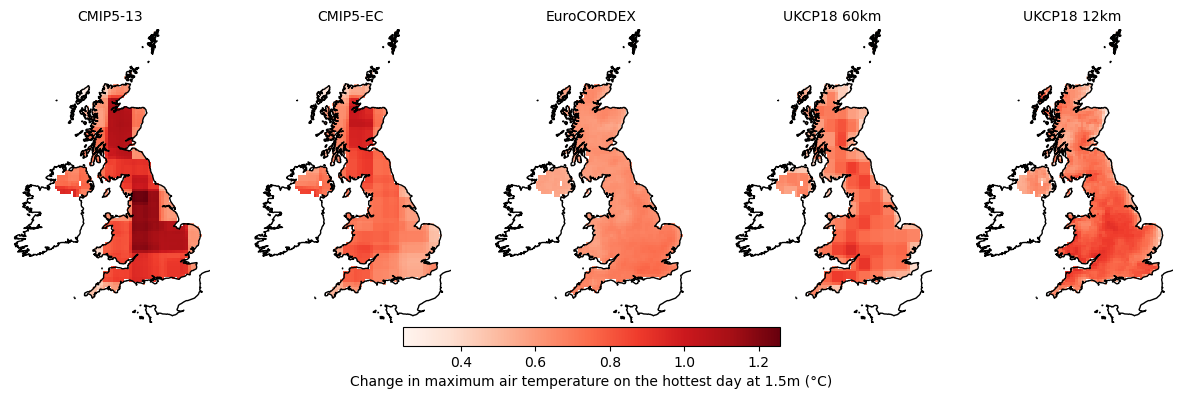 CMIP5-13
CMIP5-EC
EuroCORDEX
UKCP18 60km
UKCP18 12km
0.4
0.6
0.8
1.0
1.2
Change in maximum air temperature on the hottest day at 1.5m (°C)